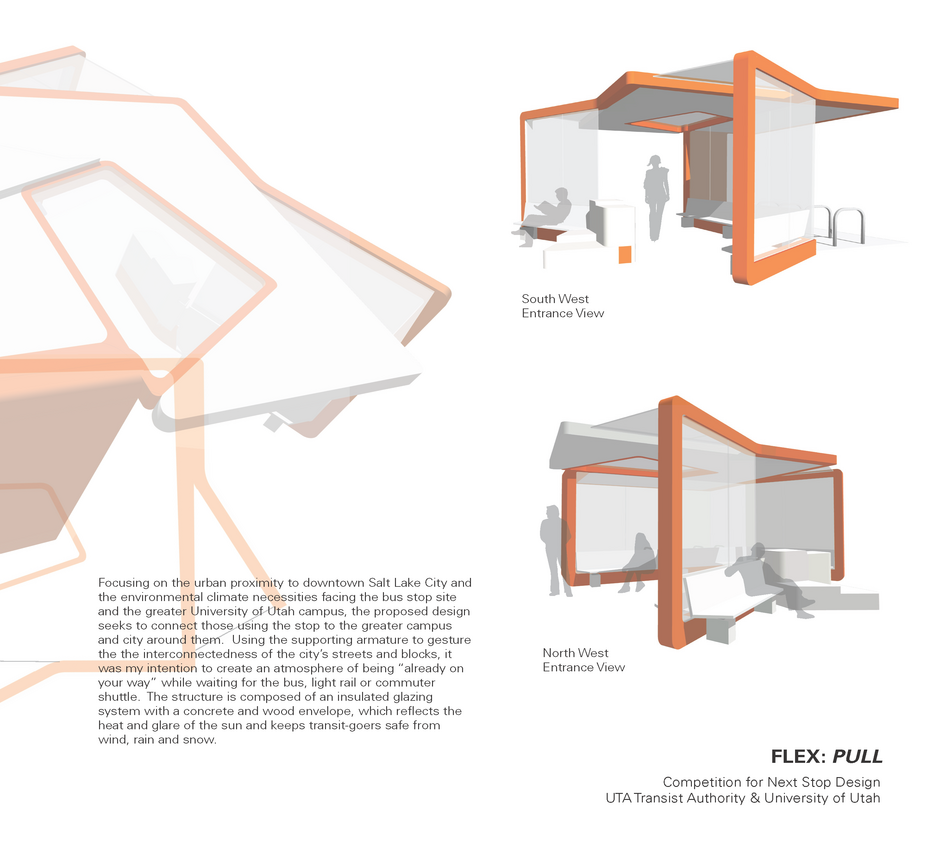 South West
Entrance View
Focusing on the urban proximity to downtown Salt Lake City and
the environmental climate necessities facing the bus stop site
and the greater University of Utah campus, the proposed design
seeks to connect those using the stop to the greater campus
and city around them.  Using the supporting armature to gesture
the the interconnectedness of the city's streets and blocks, it
was my intention to create an atmosphere of being “already on
your way” while waiting for the bus, light rail or commuter
shuttle.  The structure is composed of an insulated glazing
system with a concrete and wood envelope, which reflects the
heat and glare of the sun and keeps transit-goers safe from
wind, rain and snow.
North West
Entrance View
FLEX: PULL
Competition for Next Stop Design
UTA Transist Authority & University of Utah